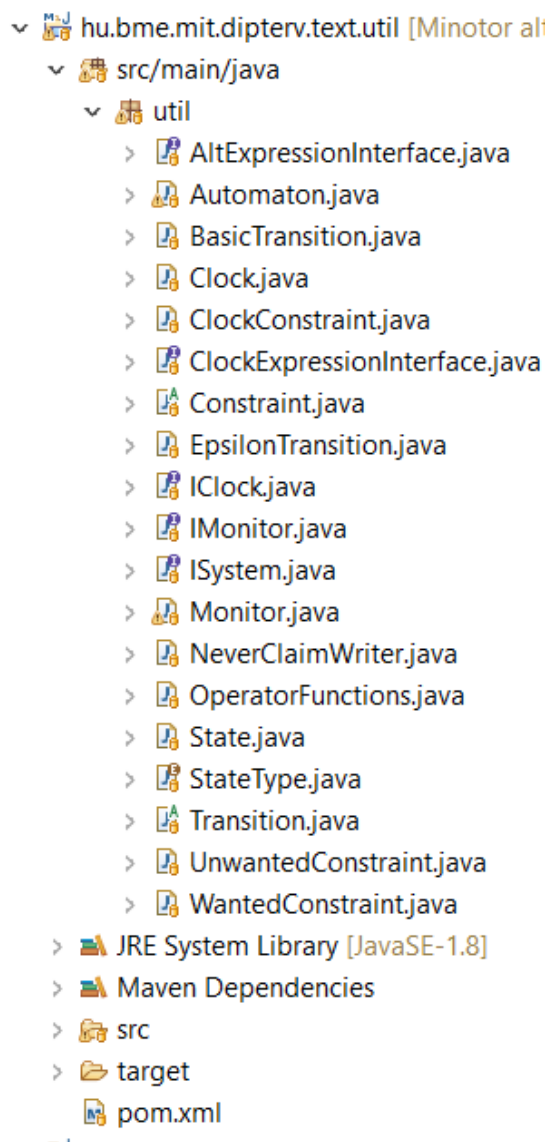 hu.bme.mit.dipterv.text.util [Minotor alt
src/main/java
util
AltExpressionInterface.java
Automaton.java
BasicTransition.java
Clock.java
ClockConstraint.java
ClockExpressionInterface.java
Constraint.java
EpsilonTransition.java
IClock.java
IMonitor.java
ISystem.java
Monitor.java
NeverClaimWriter.java
OperatorFunctions.java
State.java
StateType.java
Transition.java
UnwantedConstraint.java
WantedConstraint.java
JRE System Library [JavaSE-1.8]
Maven Dependencies
src
target
pom.xml